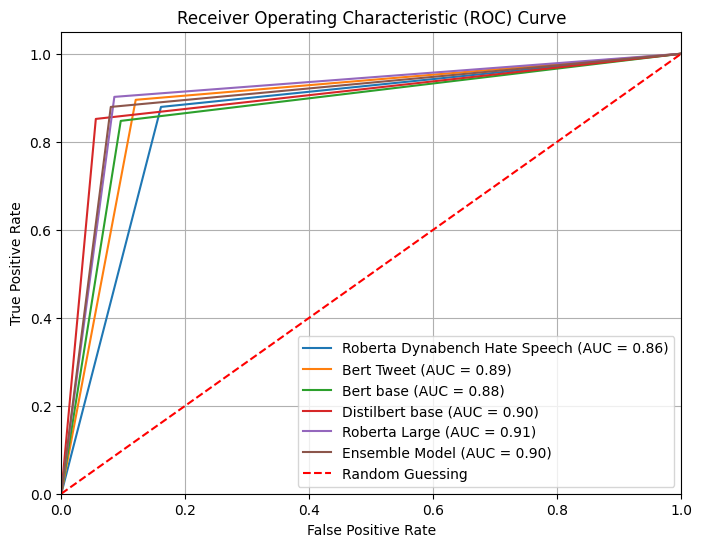 Receiver Operating Characteristic (ROC) Curve
True Positive Rate
1.0
0.8
0.6
0.4
0.2
0.0
Roberta Dynabench Hate Speech (AUC = 0.86)
Bert Tweet (AUC = 0.89)
Bert base (AUC = 0.88)
Distilbert base (AUC = 0.90)
Roberta Large (AUC = 0.91)
Ensemble Model (AUC = 0.90)
Random Guessing
0.0 0.2 0.4 0.6 0.8 1.0
False Positive Rate